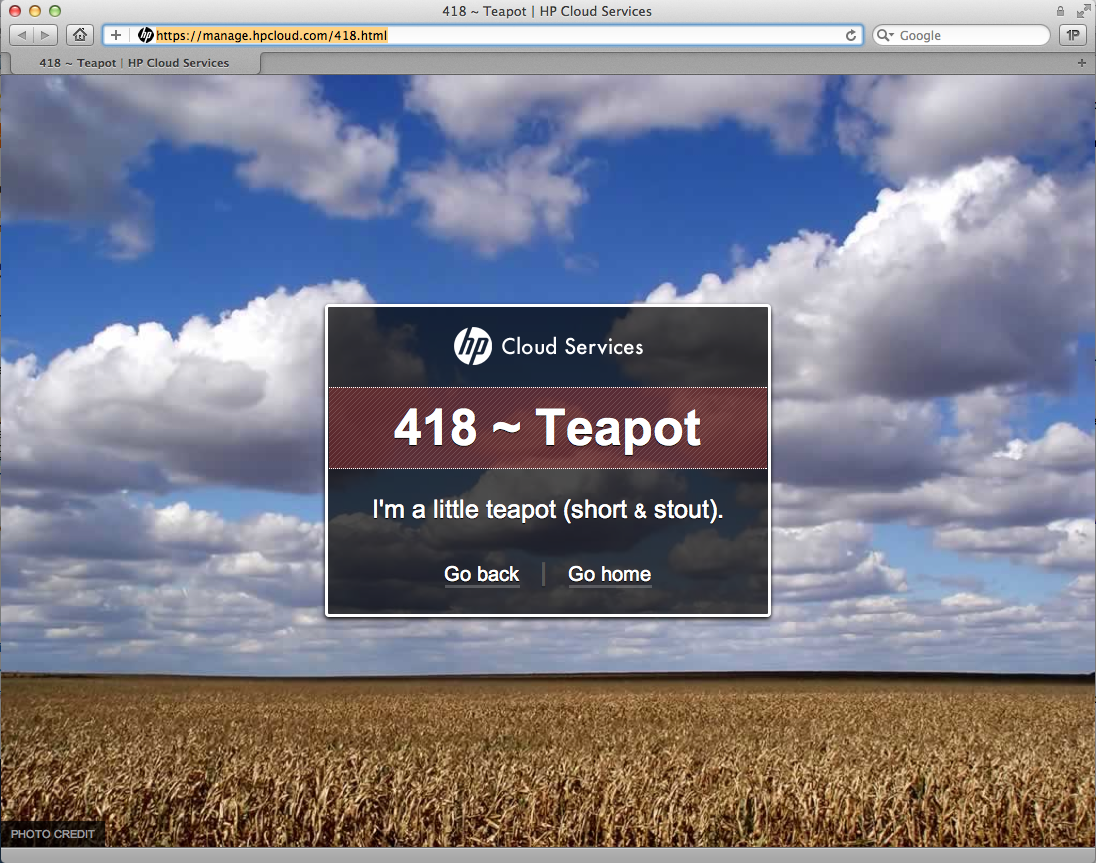 418 ~ Teapot | HP Cloud Services
https://manage.hpcloud.com/418.html
Google
1P
418 ~ Teapot | HP Cloud Services
hp Cloud Services
418 ~ Teapot
I'm a little teapot (short & stout).
Go back | Go home
PHOTO CREDIT